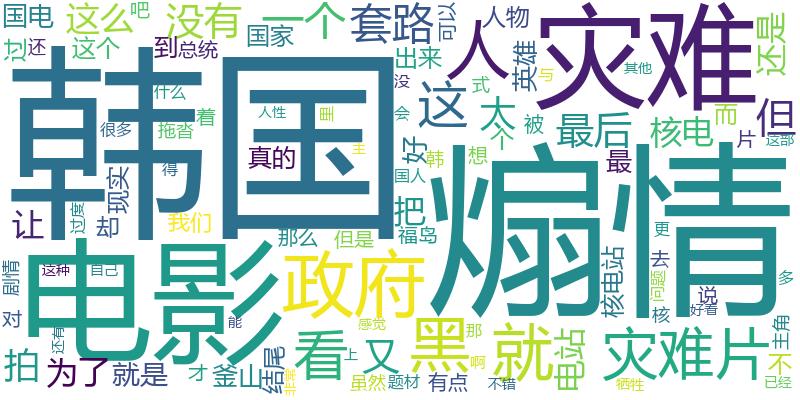 国电 这么 吧 没有 一个 套路 可以 人物 灾难 还是
过 还 这个 到 总统 国家 出来 人 英雄 式 与 其他
韩国 什么 没 这 太 个 被 最后 核电 而 但
很多 拖沓 着 人性 里 会 片 这部
得 真的 主 好 韩 想 最
现实 国人 煽情
让 却 过度 我们 把
那么 但是 福岛 核电站 更 去
剧情 这种 自己 电影 政府 问题 说 多
对 能 感觉 那 核 好看 主角
拍 还有 结尾 看 上 又 黑 啊 就 电站 灾难片 不
为了 就是 才 釜山 非常 虽然 题材 有点 不错 牺牲 已经